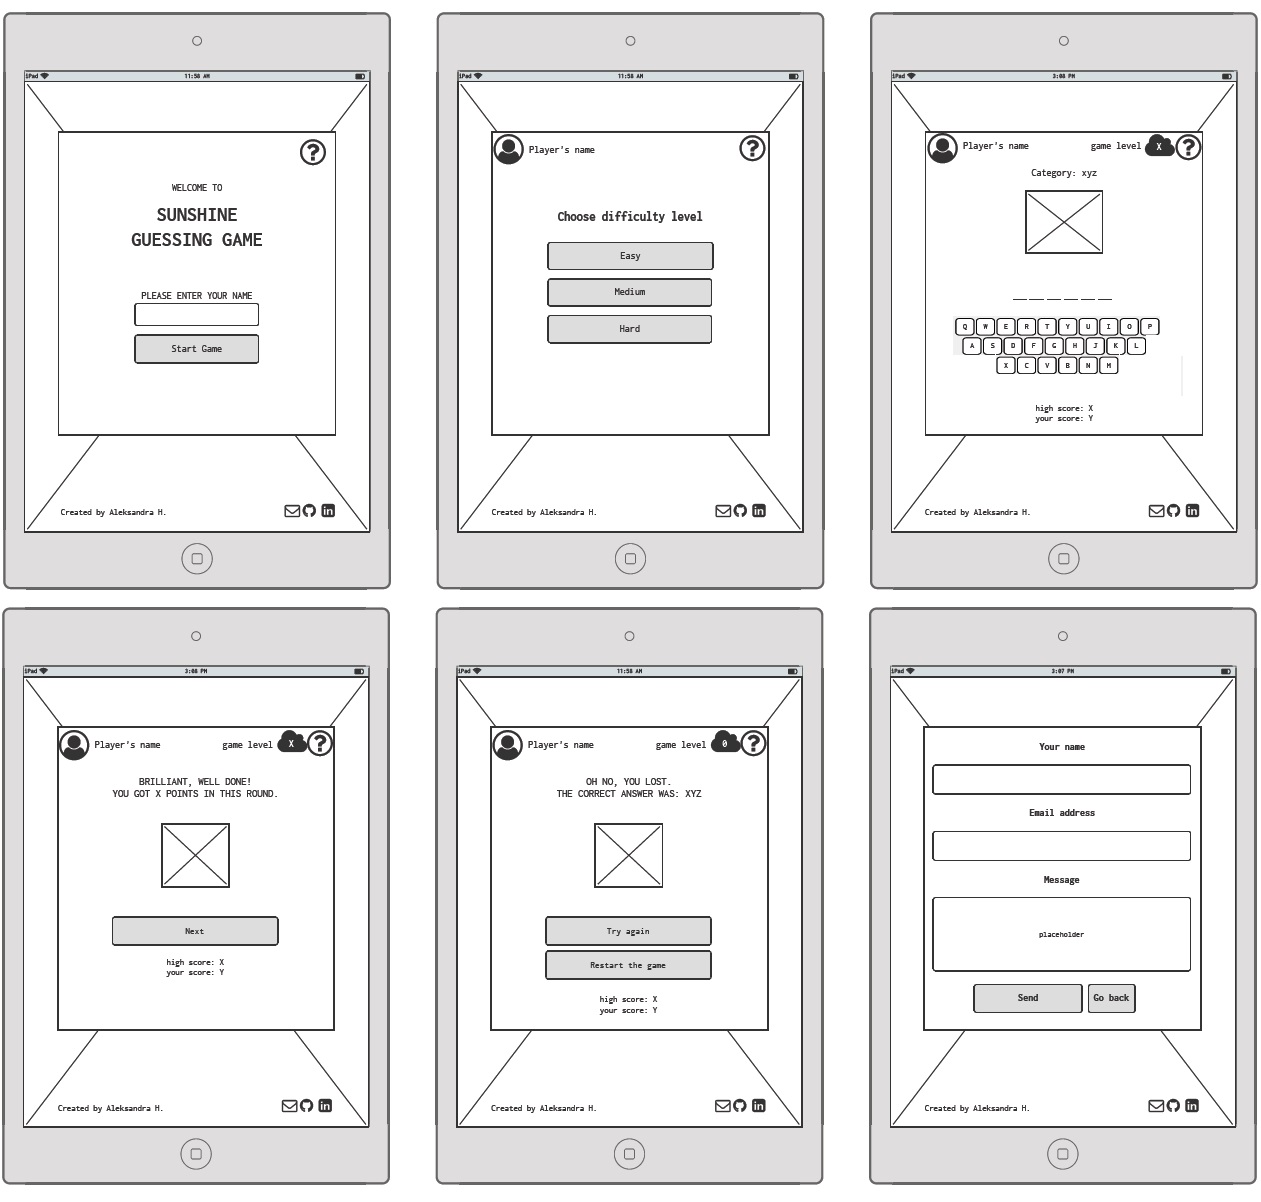 iPad 11:58 AM
?
WELCOME TO
SUNSHINE
GUESSING GAME
PLEASE ENTER YOUR NAME
Start Game
Created by Aleksandra H. in
iPad 11:58 AM
Player's name ?
Choose difficulty level
Easy
Medium
Hard
Created by Aleksandra H. in
iPad 3:08 PM
Player's name game level X ?
Category: xyz
Q W E R T Y U I O P
A S D F G H J K L
X C V B N M
high score: X
your score: Y
Created by Aleksandra H. in
iPad 3:08 PM
Player's name game level X ?
BRILLIANT, WELL DONE!
YOU GOT X POINTS IN THIS ROUND.
Next
high score: X
your score: Y
Created by Aleksandra H. in
iPad 11:58 AM
Player's name game level 0 ?
OH NO, YOU LOST.
THE CORRECT ANSWER WAS: XYZ
Try again
Restart the game
high score: X
your score: Y
Created by Aleksandra H. in
iPad 3:07 PM
Your name
Email address
Message
placeholder
Send Go back
Created by Aleksandra H. in